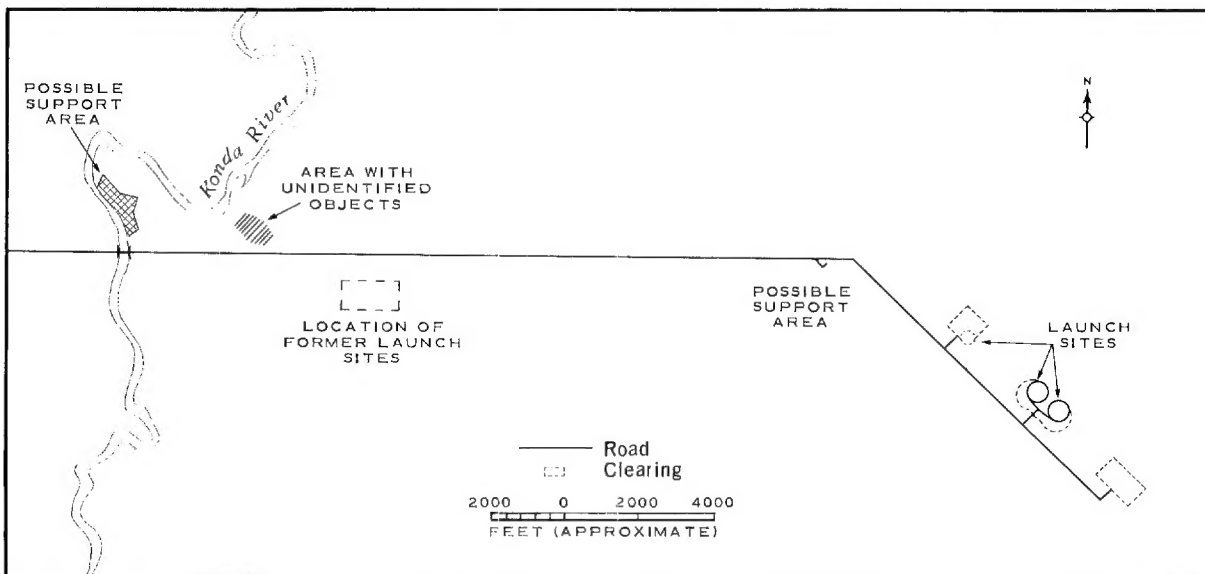 N
POSSIBLE
SUPPORT
AREA
Konda River
AREA WITH
UNIDENTIFIED
OBJECTS
LOCATION OF
FORMER LAUNCH
SITES
POSSIBLE
SUPPORT
AREA
LAUNCH
SITES
Road
Clearing
2000 0 2000 4000
FEET (APPROXIMATE)